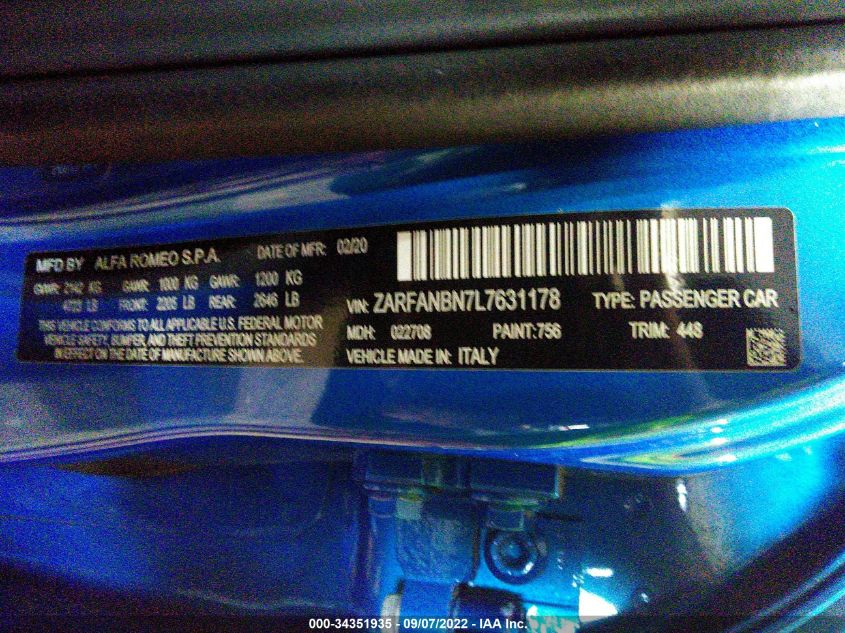 MFD BY ALFA ROMEO S.P.A. DATE OF MFR: 02/20
GVWR: 2142 KG GAWR: 1000 KG GAWR: 1200 KG
4723 LB FRONT: 2205 LB REAR: 2646 LB
THIS VEHICLE CONFORMS TO ALL APPLICABLE U.S. FEDERAL MOTOR
VEHICLE SAFETY, BUMPER, AND THEFT PREVENTION STANDARDS
IN EFFECT ON THE DATE OF MANUFACTURE SHOWN ABOVE.
VIN: ZARFANBN7L7631178 TYPE: PASSENGER CAR
MDH: 022708 PAINT: 756 TRIM: 448
VEHICLE MADE IN: ITALY
000-34351935 - 09/07/2022 - IAA Inc.